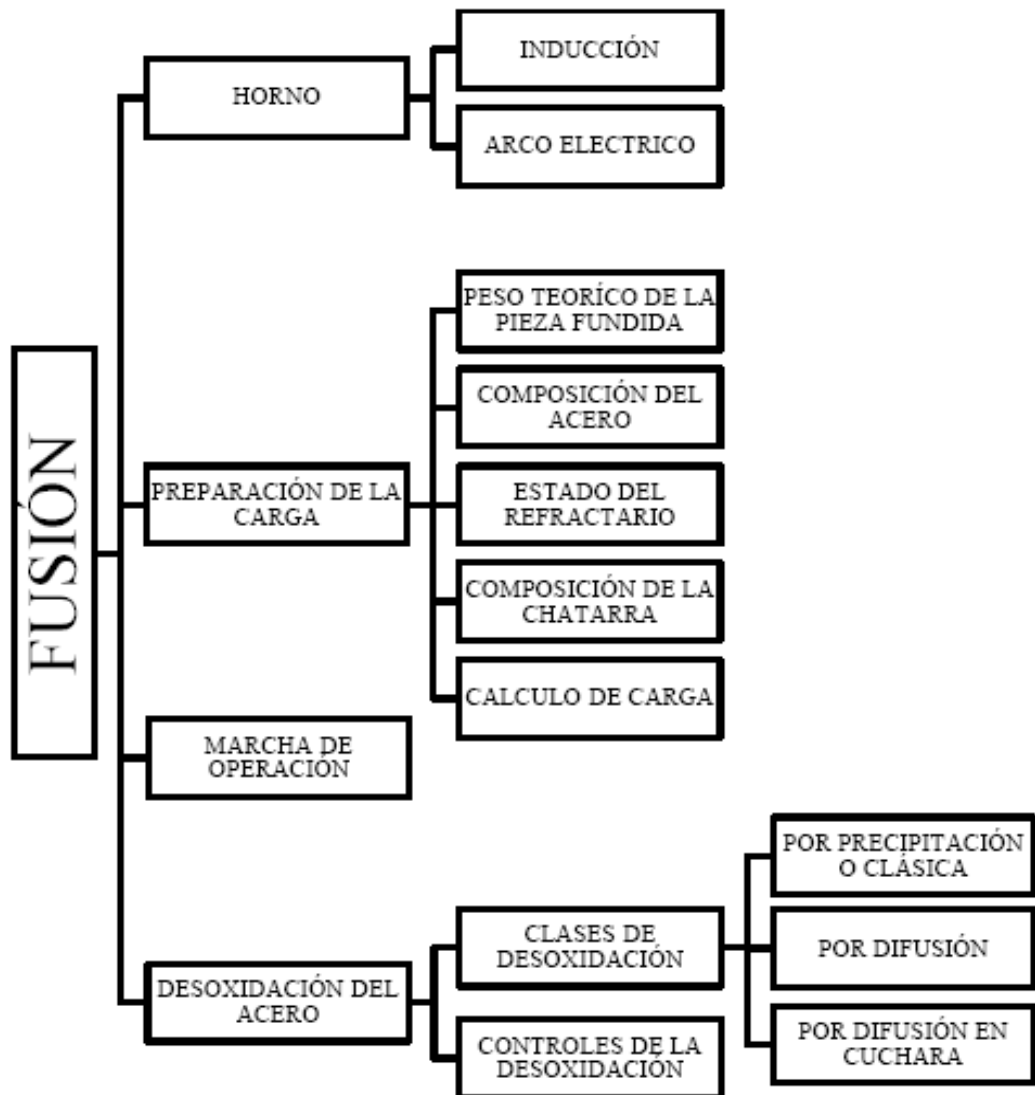 FUSIÓN
HORNO
INDUCCIÓN
ARCO ELECTRICO
PREPARACIÓN DE LA
CARGA
PESO TEORÍCO DE LA
PIEZA FUNDIDA
COMPOSICIÓN DEL
ACERO
ESTADO DEL
REFRACTARIO
COMPOSICIÓN DE LA
CHATARRA
CALCULO DE CARGA
MARCHA DE
OPERACIÓN
DESOXIDACIÓN DEL
ACERO
CLASES DE
DESOXIDACIÓN
POR PRECIPITACIÓN
O CLÁSICA
POR DIFUSIÓN
POR DIFUSIÓN EN
CUCHARA
CONTROLES DE LA
DESOXIDACIÓN